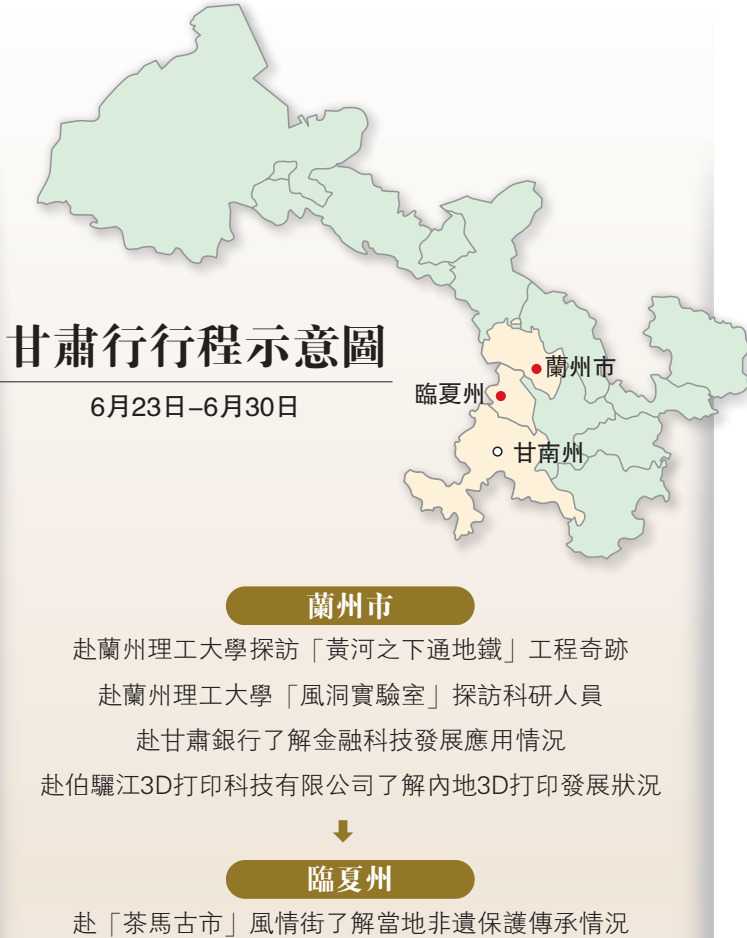 甘肅行行程示意圖
6月23日–6月30日
蘭州市
臨夏州
甘南州
蘭州市
赴蘭州理工大學探訪「黃河之下通地鐵」工程奇跡
赴蘭州理工大學「風洞實驗室」探訪科研人員
赴甘肅銀行了解金融科技發展應用情況
赴伯驪江3D打印科技有限公司了解內地3D打印發展狀況
臨夏州
赴「茶馬古市」風情街了解當地非遺保護傳承情況